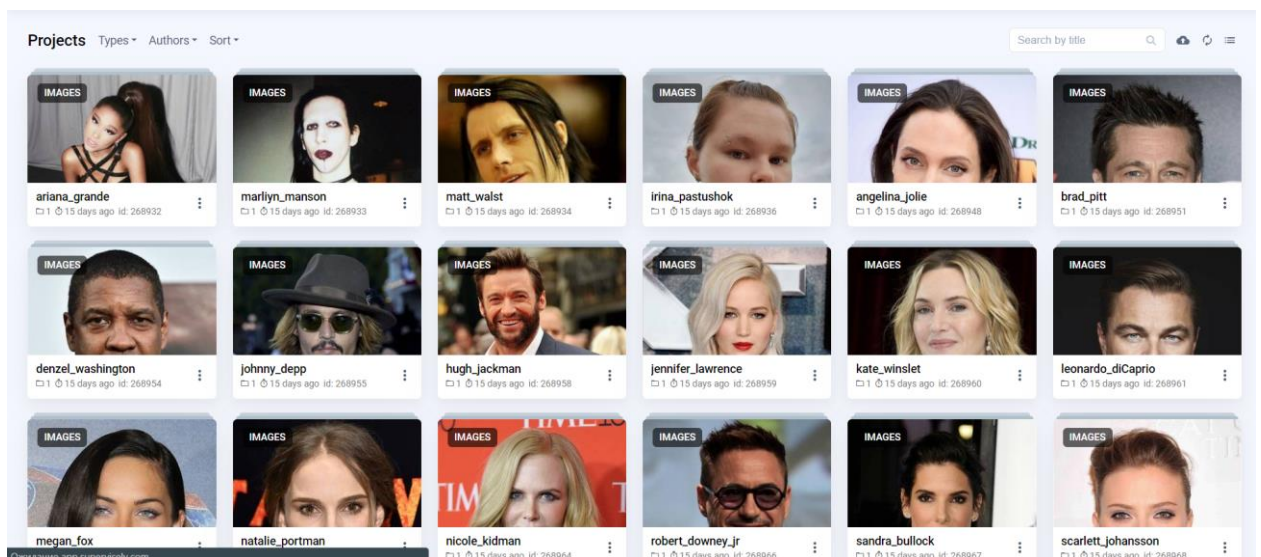 Projects Types Authors Sort Search by title
IMAGES IMAGES IMAGES IMAGES IMAGES IMAGES
DR
ariana_grande marliyn_manson matt_walst irina_pastushok angelina_jolie brad_pitt
1 15 days ago id: 268932 1 15 days ago id: 268933 1 15 days ago id: 268934 1 15 days ago id: 268936 1 15 days ago id: 268948 1 15 days ago id: 268951
IMAGES IMAGES IMAGES IMAGES IMAGES IMAGES
denzel_washington johnny_depp hugh_jackman jennifer_lawrence kate_winslet leonardo_diCaprio
1 15 days ago id: 268954 1 15 days ago id: 268955 1 15 days ago id: 268958 1 15 days ago id: 268959 1 15 days ago id: 268960 1 15 days ago id: 268961
IMAGES IMAGES IMAGES IMAGES IMAGES IMAGES
TIM
megan_fox natalie_portman nicole_kidman robert_downey_jr sandra_bullock scarlett_johansson
1 15 days ago id: 268964 1 15 days ago id: 268966 1 15 days ago id: 268967 1 15 days ago id: 268968